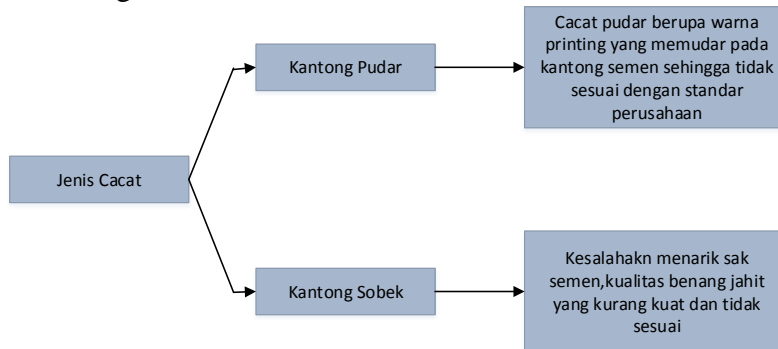 Cacat pudar berupa warna
printing yang memudar pada
kantong semen sehingga tidak
sesuai dengan standar
perusahaan
Kantong Pudar
Jenis Cacat
Kantong Sobek
Kesalahakn menarik sak
semen,kualitas benang jahit
yang kurang kuat dan tidak
sesuai